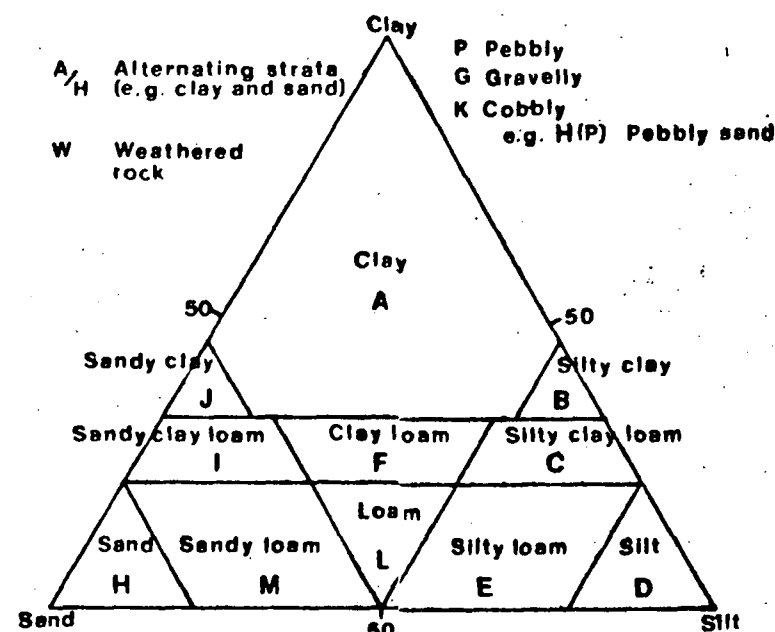 Clay
A/H Alternating strata
(e.g. clay and sand)
W Weathered
rock
P Pebbly
G Gravelly
K Cobbly
e.g. H(P) Pebbly sand
Clay
A
50
50
Sandy clay
J
Silty clay
B
Sandy clay loam
I
Clay loam
F
Silty clay loam
C
Loam
L
Sand
H
Sandy loam
M
Silty loam
E
Silt
D
Sand
50
Silt